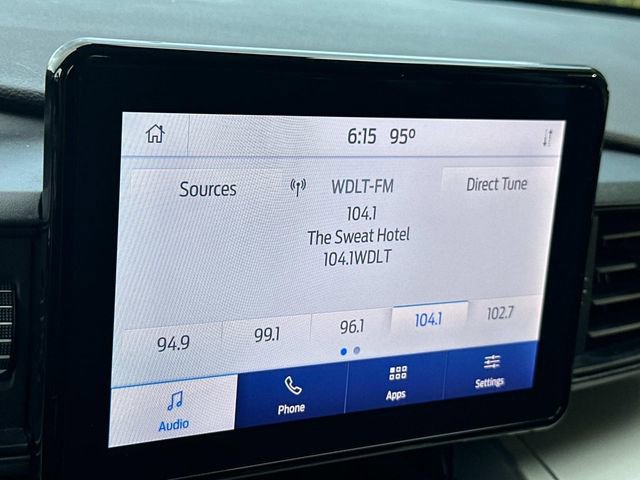 6:15 95°
Sources
WDLT-FM
Direct Tune
104.1
The Sweat Hotel
104.1WDLT
94.9 99.1 96.1 104.1 102.7
Audio Phone Apps Settings